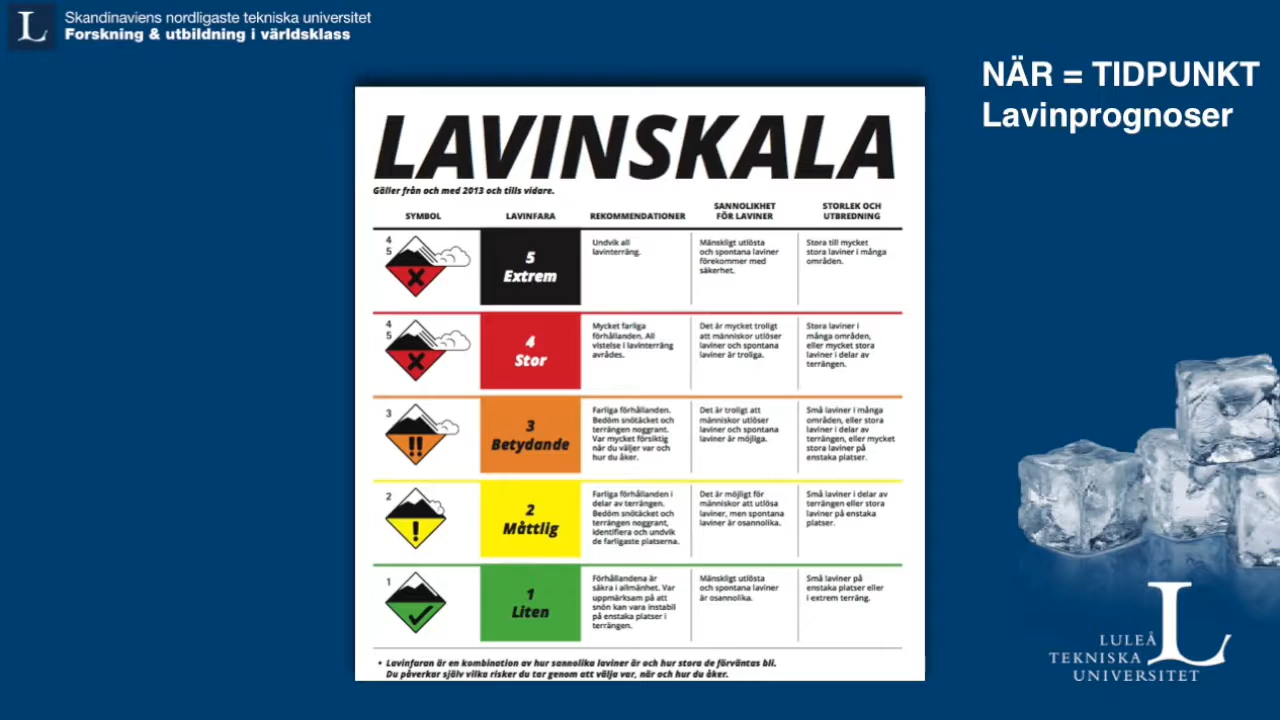 Skandinaviens nordligaste tekniska universitet
Forskning & utbildning i världsklass
NÄR = TIDPUNKT
Lavinprognoser
LAVINSKALA
Gäller från och med 2013 och tills vidare.
SYMBOL
LAVINFARA
REKOMMENDATIONER
SANNOLIKHET
FÖR LAVINER
STORLEK OCH
UTBREDNING
4
5
5
Extrem
Undvik all
lavinterräng.
Mänskligt utlösta
och spontana laviner
förekommer med
säkerhet.
Stora till mycket
stora laviner i många
områden.
4
5
4
Stor
Mycket farliga
förhållanden. All
vistelse i lavinterräng
avrådes.
Det är mycket troligt
att människor utlöser
laviner och spontana
laviner är troliga.
Stora laviner i
många områden,
eller mycket stora
laviner i delar av
terrängen.
3
!!
3
Betydande
Farliga förhållanden.
Bedöm snötäcket och
terrängen noggrant.
Var mycket försiktig
när du väljer var och
hur du åker.
Det är troligt att
människor utlöser
laviner och spontana
laviner är möjliga.
Små laviner i många
områden, eller stora
laviner i delar av
terrängen, eller mycket
stora laviner på
enstaka platser.
2
!
2
Måttlig
Farliga förhållanden i
delar av terrängen.
Bedöm snötäcket och
terrängen noggrant,
identifiera och undvik
de farligaste platserna.
Det är möjligt för
människor att utlösa
laviner, men spontana
laviner är osannolika.
Små laviner i delar av
terrängen eller stora
laviner på enstaka
platser.
1
1
Liten
Förhållandena är
säkra i allmänhet. Var
uppmärksam på att
snön kan vara instabil
på enstaka platser i
terrängen.
Mänskligt utlösta
och spontana laviner
är osannolika.
Små laviner på
enstaka platser eller
i extrem terräng.
• Lavinfaran är en kombination av hur sannolika laviner är och hur stora de förväntas bli.
Du påverkar själv vilka risker du tar genom att välja var, när och hur du åker.
L
LULEÅ
TEKNISKA
UNIVERSITET
L